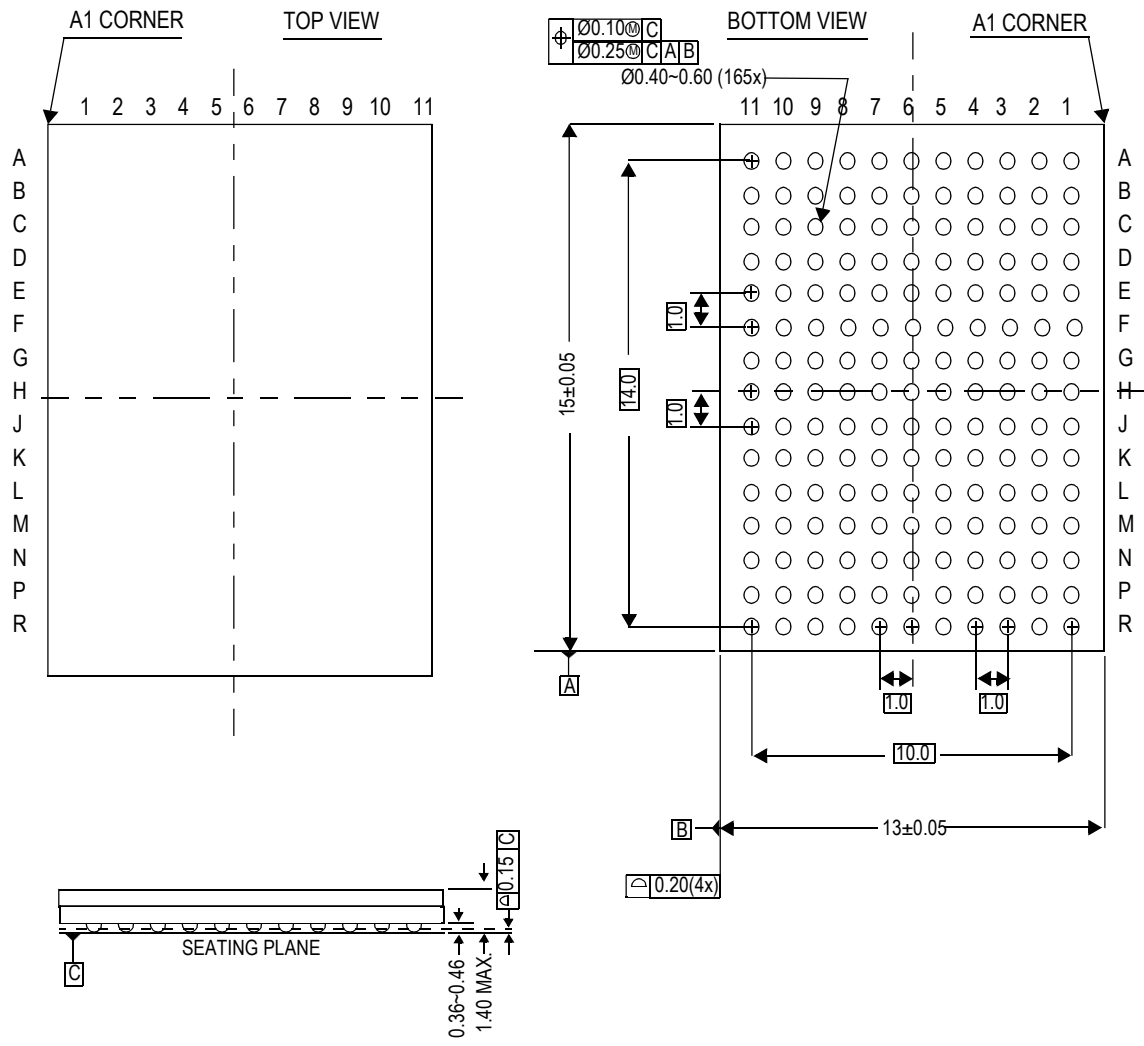 A1 CORNER
TOP VIEW
BOTTOM VIEW
A1 CORNER
Ø0.10Ⓜ C
Ø0.25Ⓜ C A B
Ø0.40~0.60 (165x)
1 2 3 4 5 6 7 8 9 10 11
11 10 9 8 7 6 5 4 3 2 1
A
B
C
D
E
F
G
H
J
K
L
M
N
P
R
A
B
C
D
E
F
G
H
J
K
L
M
N
P
R
1.0
1.0
15±0.05
14.0
A
1.0
1.0
10.0
B
13±0.05
0.20(4x)
0.15 C
SEATING PLANE
C
0.36~0.46
1.40 MAX.